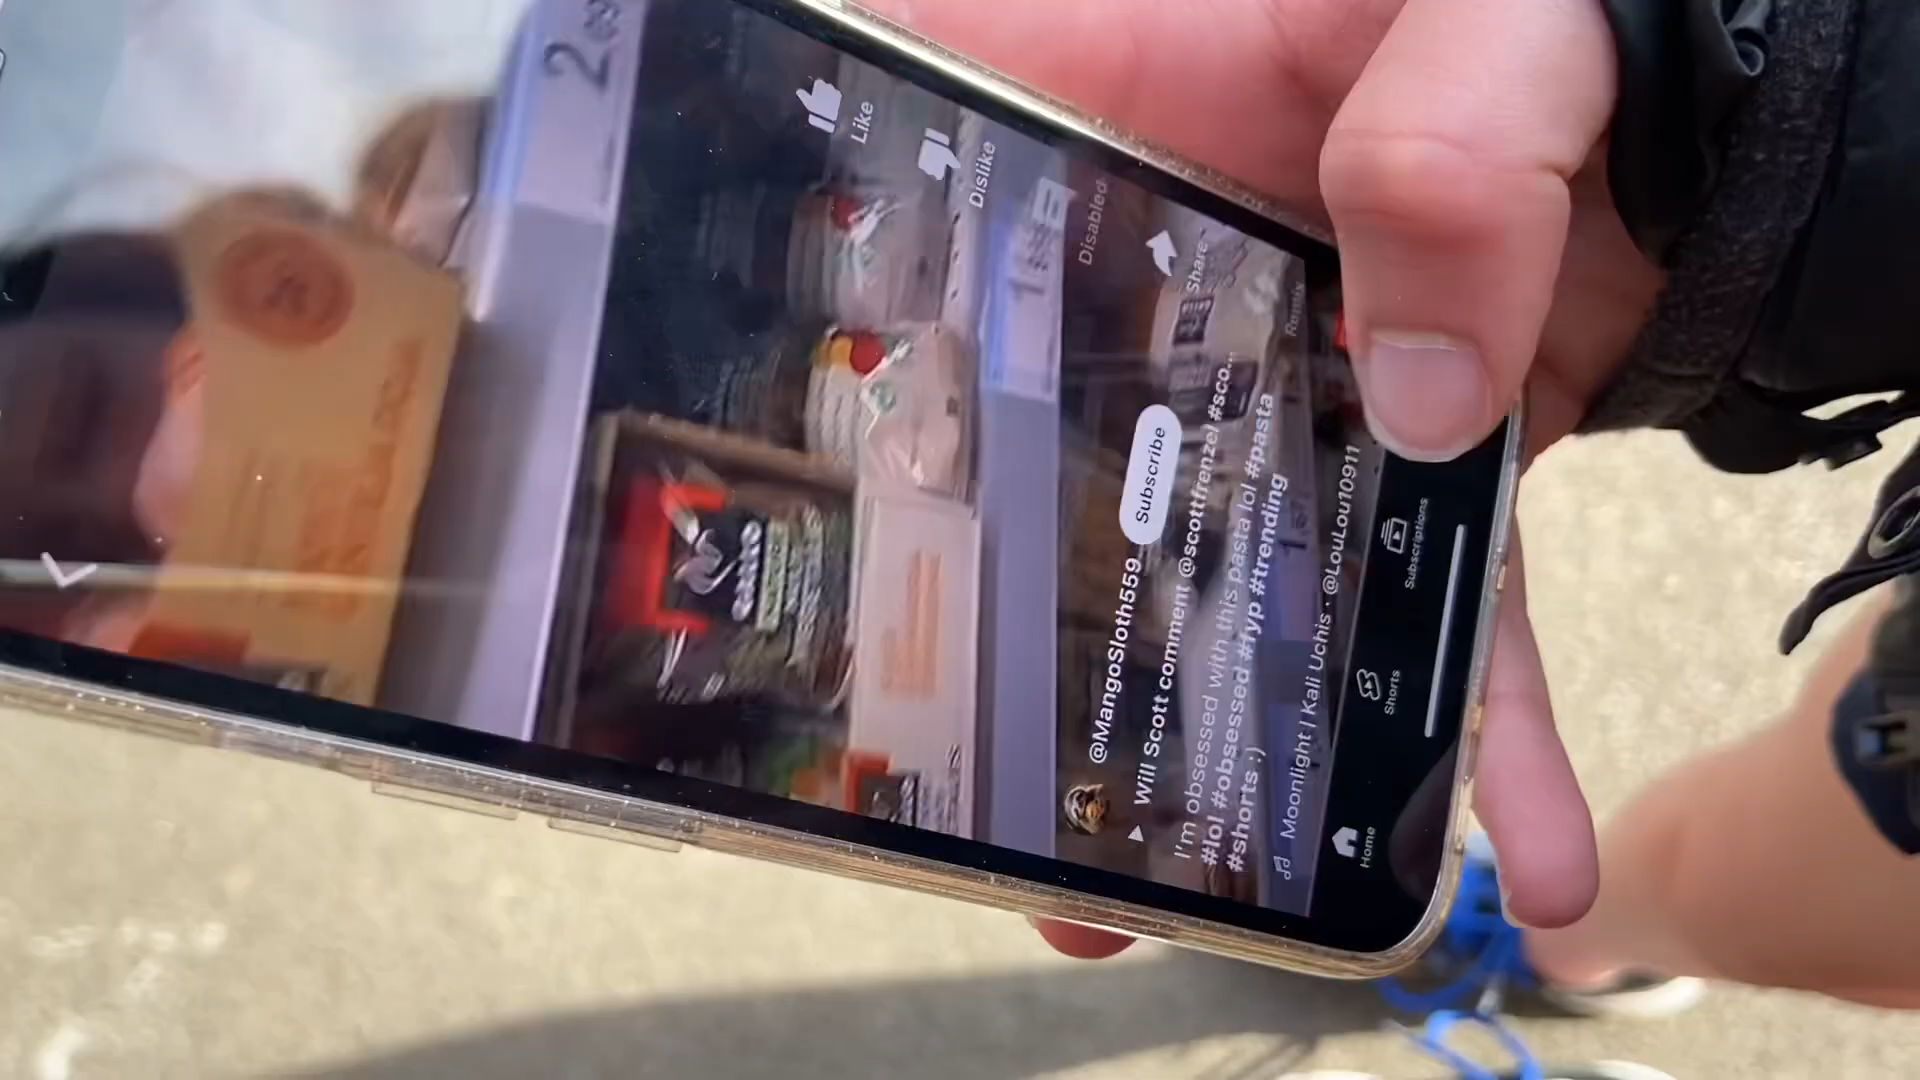 Like
Dislike
Disabled
Share
Remix
@MangoSloth559 Subscribe
▶ Will Scott comment @scottfrenzel #sco...
I'm obsessed with this pasta lol #pasta
#lol #obsessed #fyp #trending
#shorts :)
Moonlight | Kali Uchis · @LouLou10911
Home
Shorts
Subscriptions